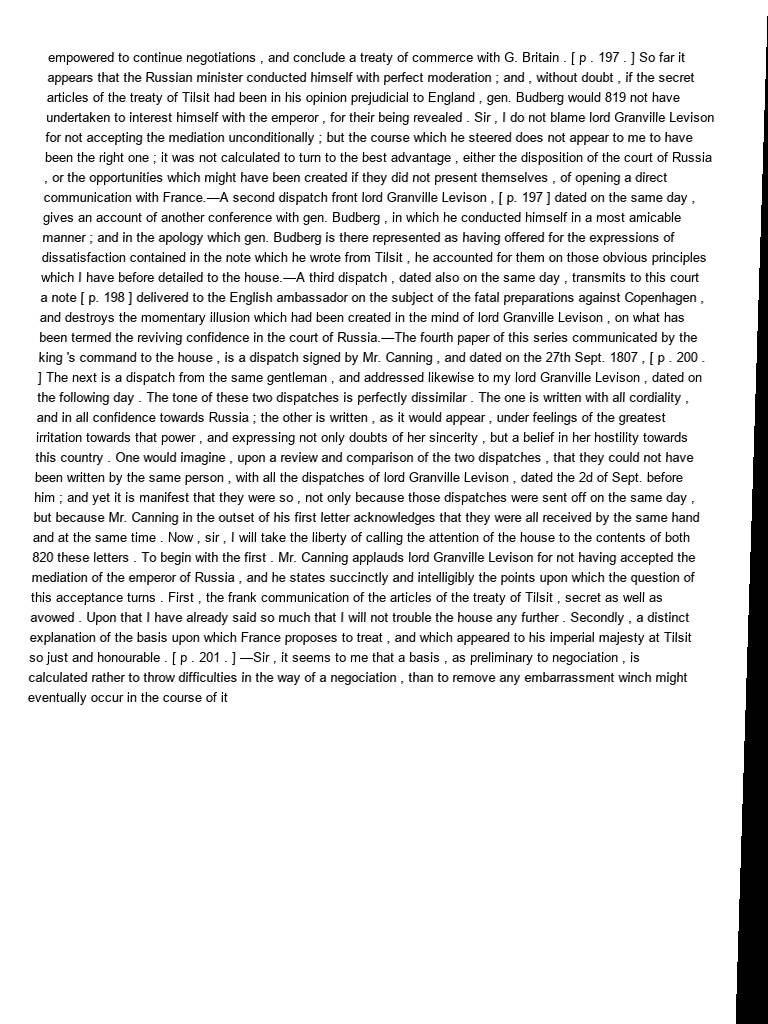 empowered to continue negotiations , and conclude a treaty of commerce with G. Britain . [ p . 197 . ] So far it
appears that the Russian minister conducted himself with perfect moderation ; and , without doubt , if the secret
articles of the treaty of Tilsit had been in his opinion prejudicial to England , gen. Budberg would 819 not have
undertaken to interest himself with the emperor , for their being revealed . Sir , I do not blame lord Granville Levison
for not accepting the mediation unconditionally ; but the course which he steered does not appear to me to have
been the right one ; it was not calculated to turn to the best advantage , either the disposition of the court of Russia
, or the opportunities which might have been created if they did not present themselves , of opening a direct
communication with France.—A second dispatch front lord Granville Levison , [ p. 197 ] dated on the same day ,
gives an account of another conference with gen. Budberg , in which he conducted himself in a most amicable
manner ; and in the apology which gen. Budberg is there represented as having offered for the expressions of
dissatisfaction contained in the note which he wrote from Tilsit , he accounted for them on those obvious principles
which I have before detailed to the house.—A third dispatch , dated also on the same day , transmits to this court
a note [ p. 198 ] delivered to the English ambassador on the subject of the fatal preparations against Copenhagen ,
and destroys the momentary illusion which had been created in the mind of lord Granville Levison , on what has
been termed the reviving confidence in the court of Russia.—The fourth paper of this series communicated by the
king 's command to the house , is a dispatch signed by Mr. Canning , and dated on the 27th Sept. 1807 , [ p . 200 .
] The next is a dispatch from the same gentleman , and addressed likewise to my lord Granville Levison , dated on
the following day . The tone of these two dispatches is perfectly dissimilar . The one is written with all cordiality ,
and in all confidence towards Russia ; the other is written , as it would appear , under feelings of the greatest
irritation towards that power , and expressing not only doubts of her sincerity , but a belief in her hostility towards
this country . One would imagine , upon a review and comparison of the two dispatches , that they could not have
been written by the same person , with all the dispatches of lord Granville Levison , dated the 2d of Sept. before
him ; and yet it is manifest that they were so , not only because those dispatches were sent off on the same day ,
but because Mr. Canning in the outset of his first letter acknowledges that they were all received by the same hand
and at the same time . Now , sir , I will take the liberty of calling the attention of the house to the contents of both
820 these letters . To begin with the first . Mr. Canning applauds lord Granville Levison for not having accepted the
mediation of the emperor of Russia , and he states succinctly and intelligibly the points upon which the question of
this acceptance turns . First , the frank communication of the articles of the treaty of Tilsit , secret as well as
avowed . Upon that I have already said so much that I will not trouble the house any further . Secondly , a distinct
explanation of the basis upon which France proposes to treat , and which appeared to his imperial majesty at Tilsit
so just and honourable . [ p . 201 . ] —Sir , it seems to me that a basis , as preliminary to negociation , is
calculated rather to throw difficulties in the way of a negociation , than to remove any embarrassment winch might
eventually occur in the course of it